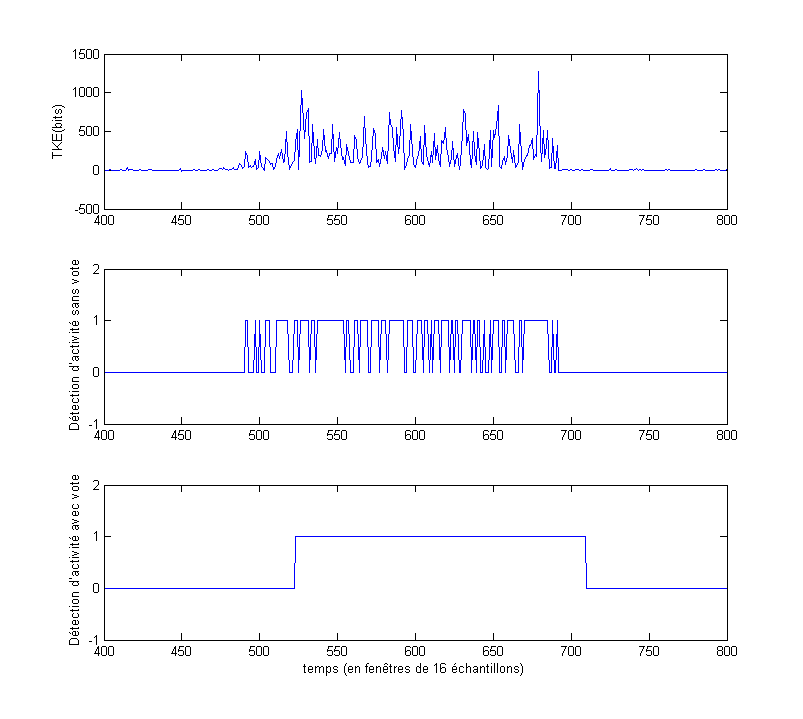 1500
1000
500
0
-500
TKE(bits)
400 450 500 550 600 650 700 750 800
2
1
0
-1
Détection d'activité sans vote
400 450 500 550 600 650 700 750 800
2
1
0
-1
Détection d'activité avec vote
400 450 500 550 600 650 700 750 800
temps (en fenêtres de 16 échantillons)